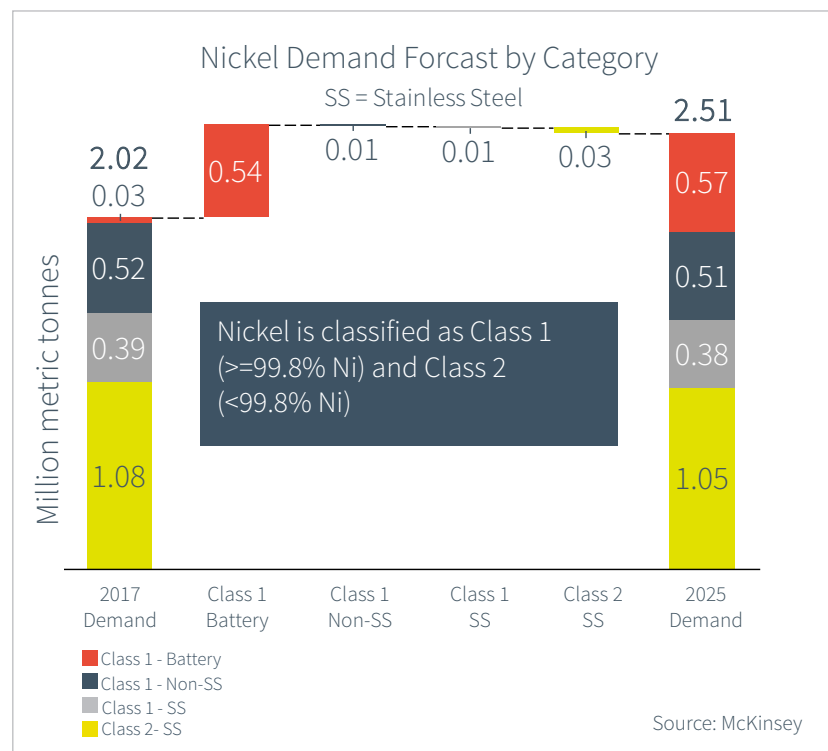 Nickel Demand Forcast by Category
SS = Stainless Steel
2.02
0.03
0.52
0.39
1.08
0.54
0.01
0.01
0.03
2.51
0.57
0.51
0.38
1.05
Million metric tonnes
Nickel is classified as Class 1
(>=99.8% Ni) and Class 2
(<99.8% Ni)
2017
Demand
Class 1
Battery
Class 1
Non-SS
Class 1
SS
Class 2
SS
2025
Demand
Class 1 - Battery
Class 1 - Non-SS
Class 1 - SS
Class 2- SS
Source: McKinsey